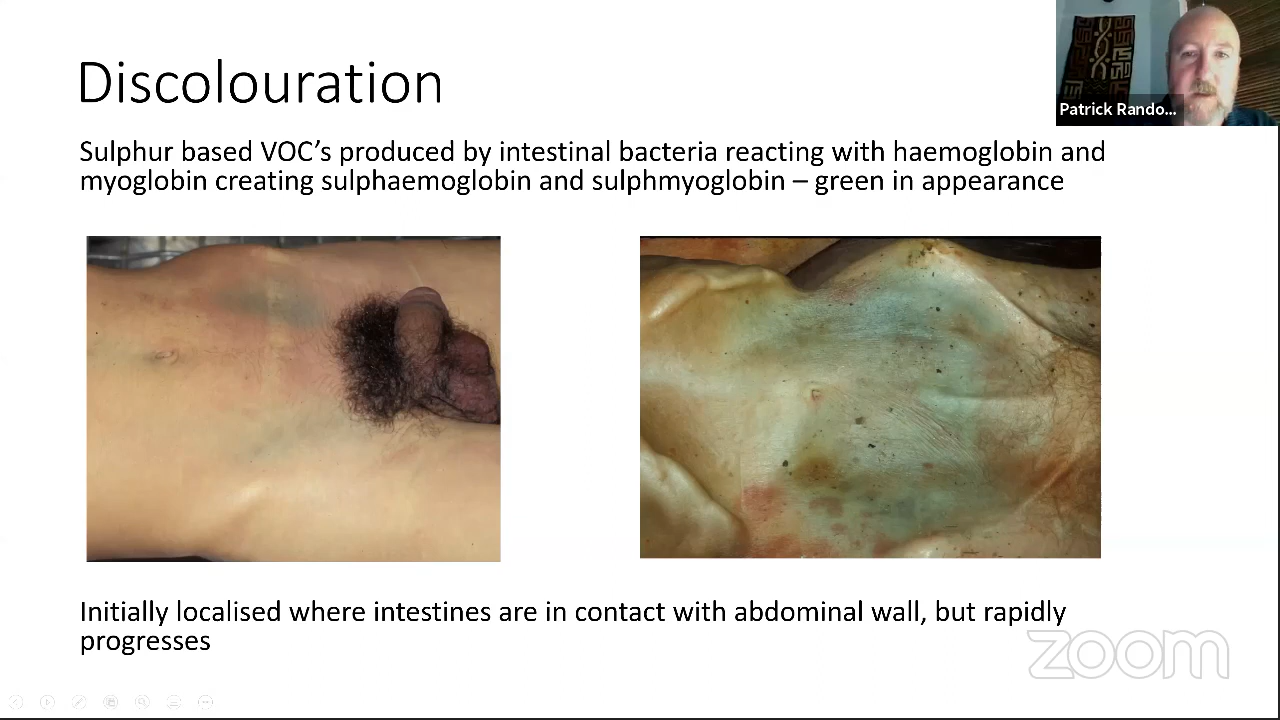 Discolouration
Patrick Rando...
Sulphur based VOC’s produced by intestinal bacteria reacting with haemoglobin and
myoglobin creating sulphaemoglobin and sulphmyoglobin – green in appearance
Initially localised where intestines are in contact with abdominal wall, but rapidly
progresses
zoom